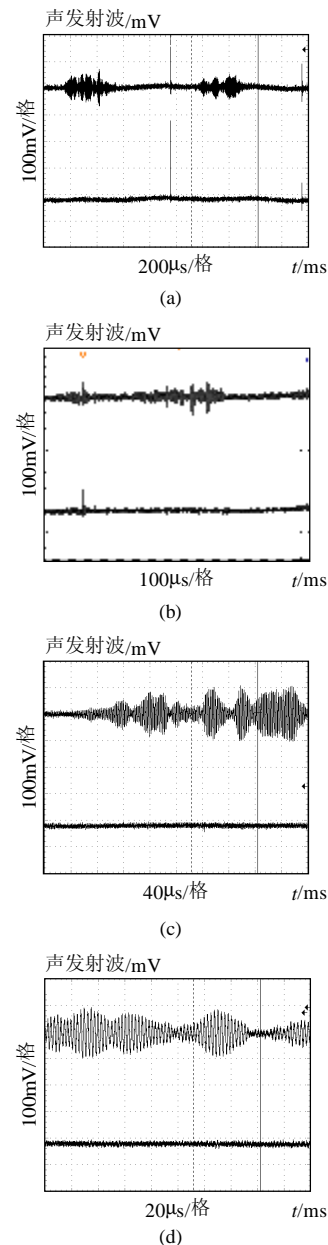 声发射波/mV
100mV/格
200μs/格
t/ms
(a)
声发射波/mV
100mV/格
100μs/格
t/ms
(b)
声发射波/mV
100mV/格
40μs/格
t/ms
(c)
声发射波/mV
100mV/格
20μs/格
t/ms
(d)